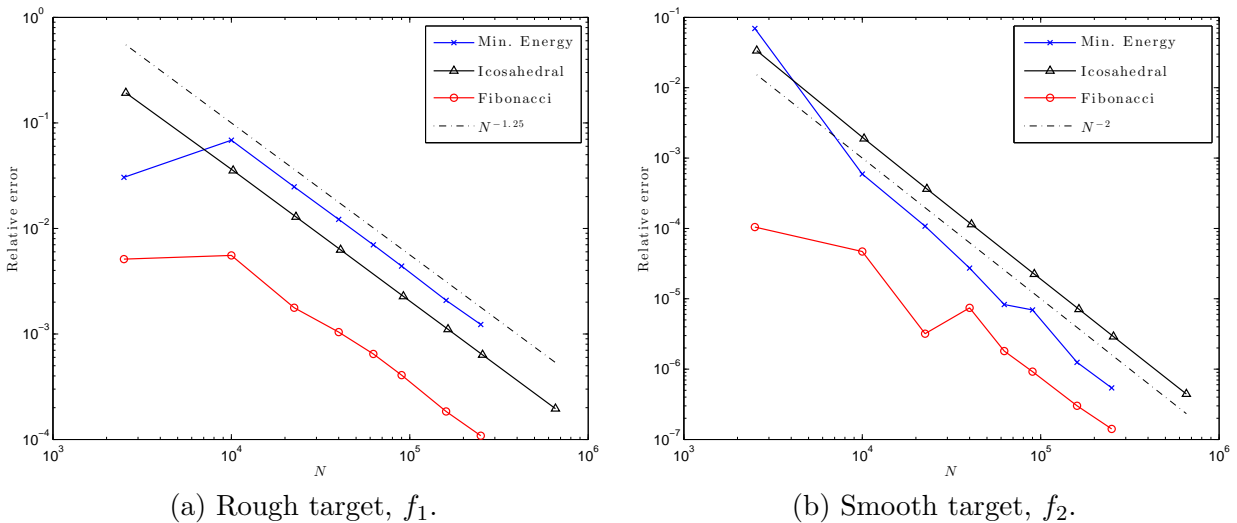 10^0
10^{-1}
10^{-2}
10^{-3}
10^{-4}
Relative error
10^3
10^4
10^5
10^6
N
Min. Energy
Icosahedral
Fibonacci
N^{-1.25}
(a) Rough target, f_1.
10^{-1}
10^{-2}
10^{-3}
10^{-4}
10^{-5}
10^{-6}
10^{-7}
Relative error
10^3
10^4
10^5
10^6
N
Min. Energy
Icosahedral
Fibonacci
N^{-2}
(b) Smooth target, f_2.